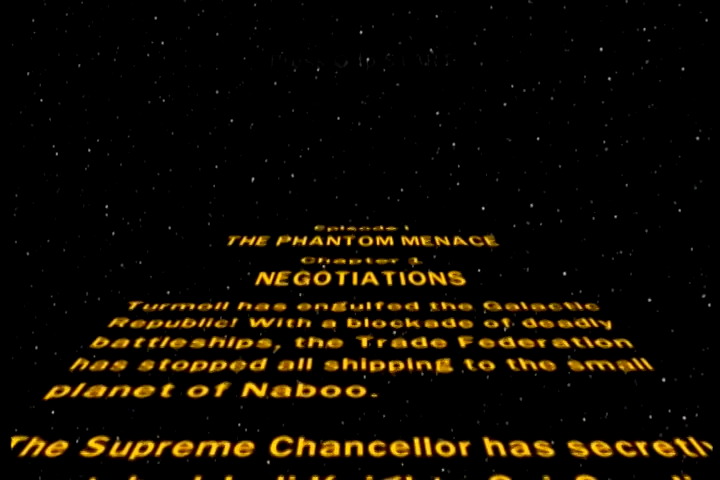 Episode I
THE PHANTOM MENACE
Chapter 1
NEGOTIATIONS
Turmoil has engulfed the Galactic
Republic! With a blockade of deadly
battleships, the Trade Federation
has stopped all shipping to the small
planet of Naboo.
The Supreme Chancellor has secretly